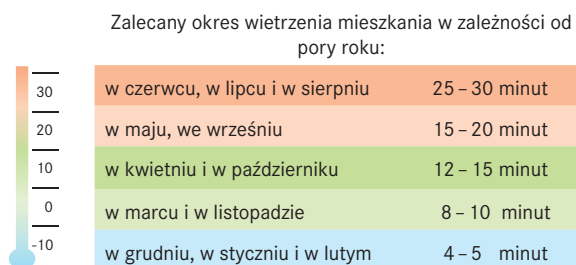 Zalecany okres wietrzenia mieszkania w zależności od
pory roku:
30
w czerwcu, w lipcu i w sierpniu 25 – 30 minut
20
w maju, we wrześniu 15 – 20 minut
10
w kwietniu i w październiku 12 – 15 minut
0
w marcu i w listopadzie 8 – 10 minut
-10
w grudniu, w styczniu i w lutym 4 – 5 minut